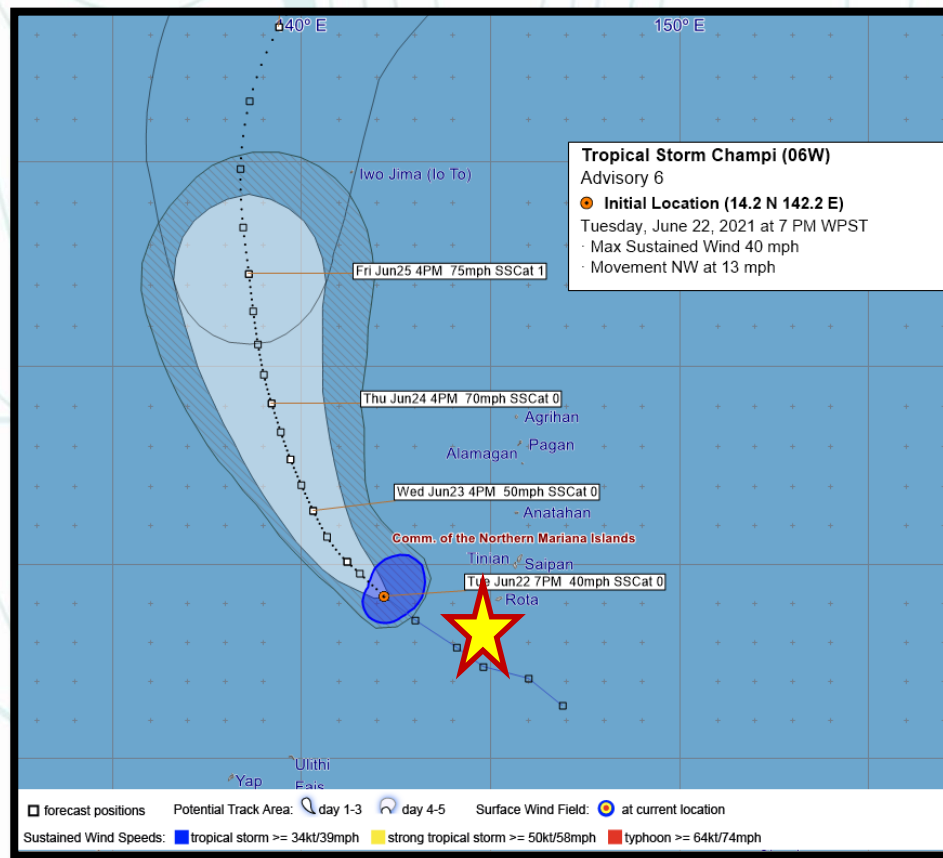 140° E
150° E
Tropical Storm Champi (06W)
Advisory 6
Initial Location (14.2 N 142.2 E)
Tuesday, June 22, 2021 at 7 PM WPST
· Max Sustained Wind 40 mph
· Movement NW at 13 mph
Iwo Jima (Io To)
Fri Jun25 4PM 75mph SSCat 1
Thu Jun24 4PM 70mph SSCat 0
Agrihan
Pagan
Alamagan
Wed Jun23 4PM 50mph SSCat 0
Anatahan
Comm. of the Northern Mariana Islands
Tinian
Saipan
Tue Jun22 7PM 40mph SSCat 0
Rota
Ulithi
Yap
Fais
forecast positions Potential Track Area: day 1-3 day 4-5 Surface Wind Field: at current location
Sustained Wind Speeds: tropical storm >= 34kt/39mph strong tropical storm >= 50kt/58mph typhoon >= 64kt/74mph